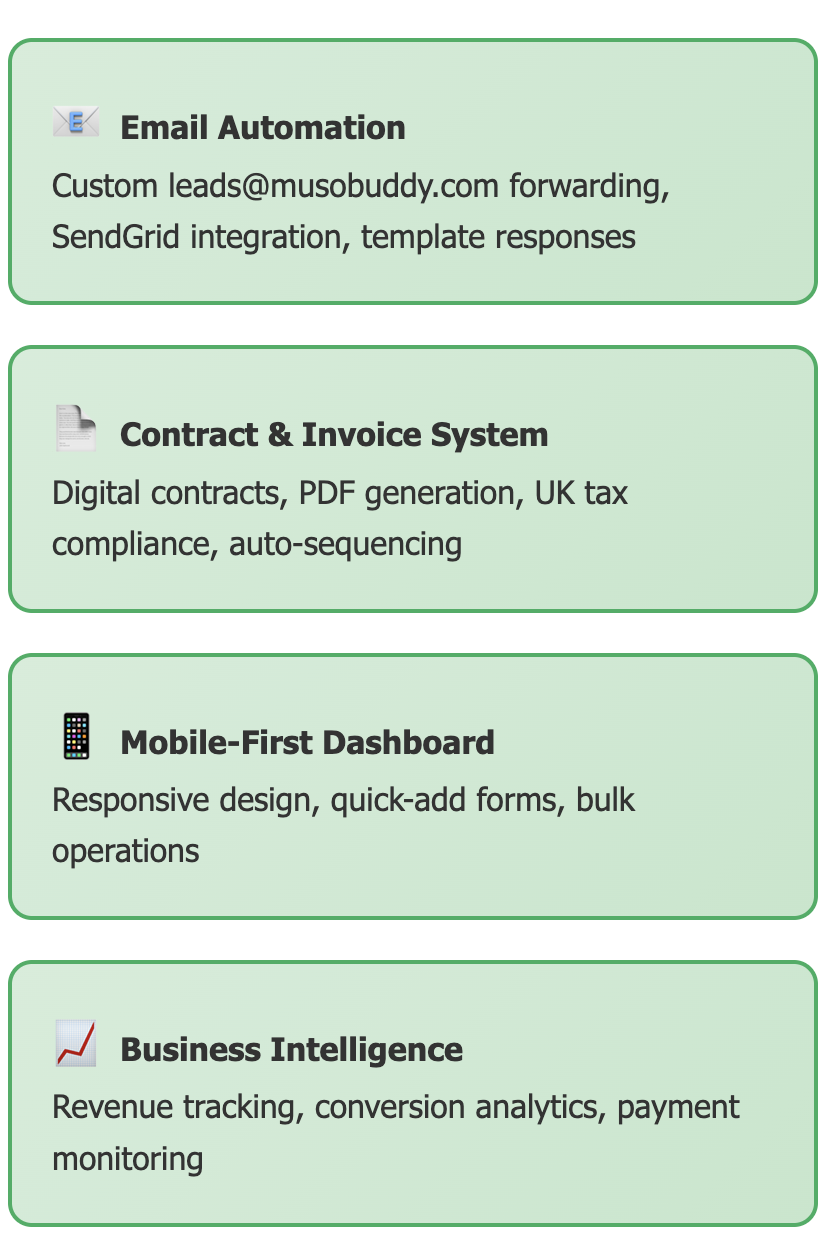 Email Automation
Custom leads@musobuddy.com forwarding,
SendGrid integration, template responses
Contract & Invoice System
Digital contracts, PDF generation, UK tax
compliance, auto-sequencing
Mobile-First Dashboard
Responsive design, quick-add forms, bulk
operations
Business Intelligence
Revenue tracking, conversion analytics, payment
monitoring